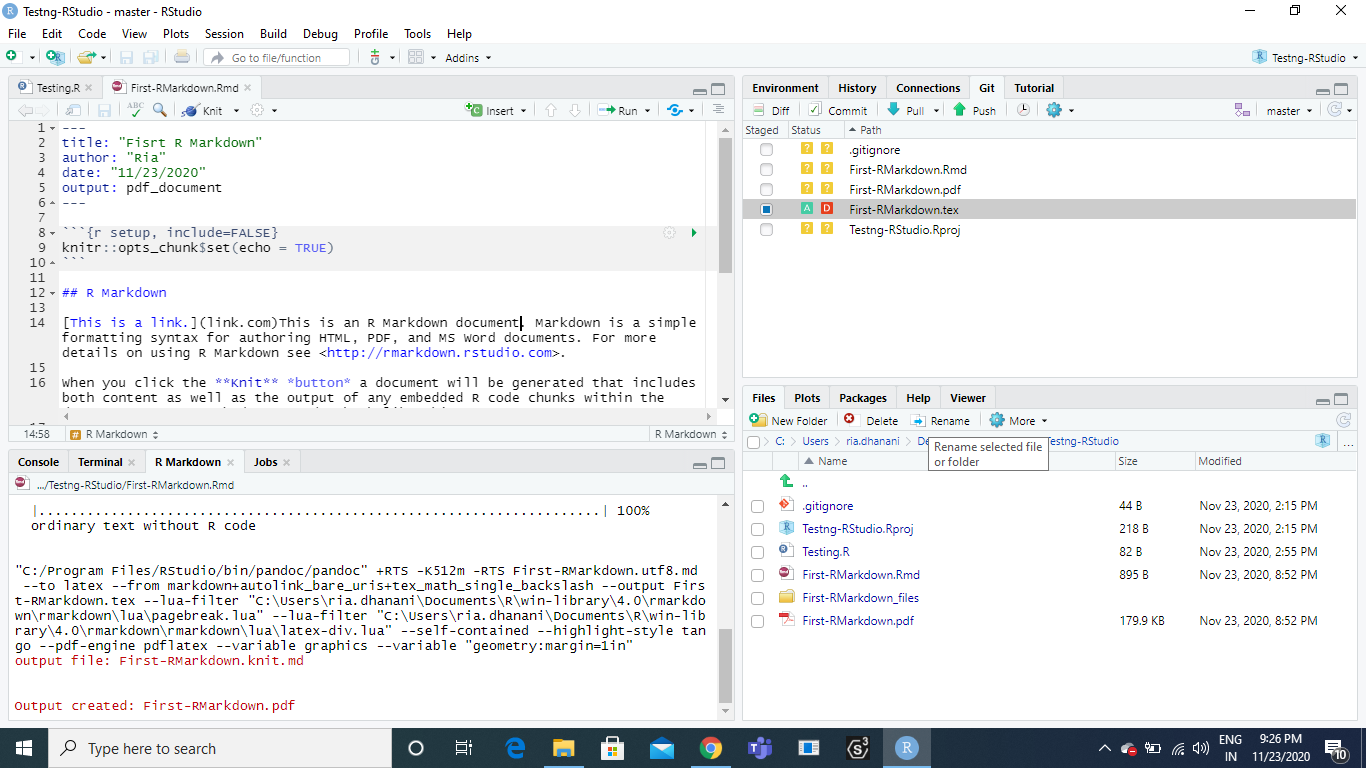 Testng-RStudio - master - RStudio
File Edit Code View Plots Session Build Debug Profile Tools Help
Go to file/function Addins Testng-RStudio
Testing.R First-RMarkdown.Rmd
ABC Knit Insert Run
1 ---
2 title: "Fisrt R Markdown"
3 author: "Ria"
4 date: "11/23/2020"
5 output: pdf_document
6 ---
7
8 ```{r setup, include=FALSE}
9 knitr::opts_chunk$set(echo = TRUE)
10 ```
11
12 ## R Markdown
13
14 [This is a link.](link.com)This is an R Markdown document. Markdown is a simple
formatting syntax for authoring HTML, PDF, and MS Word documents. For more
details on using R Markdown see <http://rmarkdown.rstudio.com>.
15
16 When you click the **Knit** *button* a document will be generated that includes
both content as well as the output of any embedded R code chunks within the
14:58 # R Markdown R Markdown
Console Terminal R Markdown Jobs
.../Testng-RStudio/First-RMarkdown.Rmd
|......................................................................| 100%
ordinary text without R code
"C:/Program Files/RStudio/bin/pandoc/pandoc" +RTS -K512m -RTS First-RMarkdown.utf8.md
--to latex --from markdown+autolink_bare_uris+tex_math_single_backslash --output Firs
t-RMarkdown.tex --lua-filter "C:\Users\ria.dhanani\Documents\R\win-library\4.0\rmarkdo
wn\rmarkdown\lua\pagebreak.lua" --lua-filter "C:\Users\ria.dhanani\Documents\R\win-lib
rary\4.0\rmarkdown\rmarkdown\lua\latex-div.lua" --self-contained --highlight-style tan
go --pdf-engine pdflatex --variable graphics --variable "geometry:margin=1in"
output file: First-RMarkdown.knit.md
Output created: First-RMarkdown.pdf
Environment History Connections Git Tutorial
Diff Commit Pull Push master
Staged Status Path
? ? .gitignore
? ? First-RMarkdown.Rmd
? ? First-RMarkdown.pdf
A D First-RMarkdown.tex
? ? Testng-RStudio.Rproj
Files Plots Packages Help Viewer
New Folder Delete Rename More
C: Users ria.dhanani De Testng-RStudio ...
Rename selected file
or folder
Name Size Modified
..
.gitignore 44 B Nov 23, 2020, 2:15 PM
Testng-RStudio.Rproj 218 B Nov 23, 2020, 2:15 PM
Testing.R 82 B Nov 23, 2020, 2:55 PM
First-RMarkdown.Rmd 895 B Nov 23, 2020, 8:52 PM
First-RMarkdown_files
First-RMarkdown.pdf 179.9 KB Nov 23, 2020, 8:52 PM
Type here to search
ENG
IN
9:26 PM
11/23/2020
10